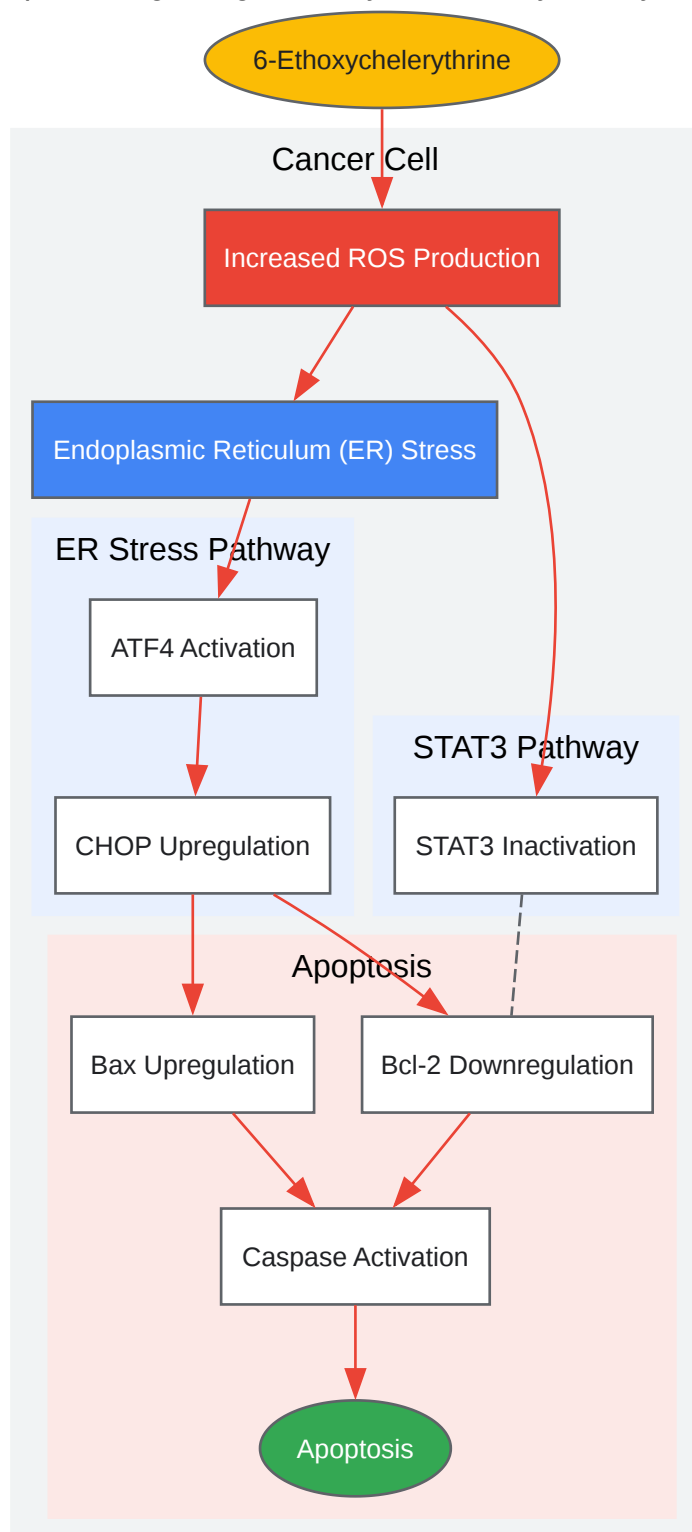 6-Ethoxychelerythrine
Cancer Cell
Increased ROS Production
Endoplasmic Reticulum (ER) Stress
ER Stress Pathway
ATF4 Activation
STAT3 Pathway
CHOP Upregulation
STAT3 Inactivation
Apoptosis
Bax Upregulation
Bcl-2 Downregulation
Caspase Activation
Apoptosis